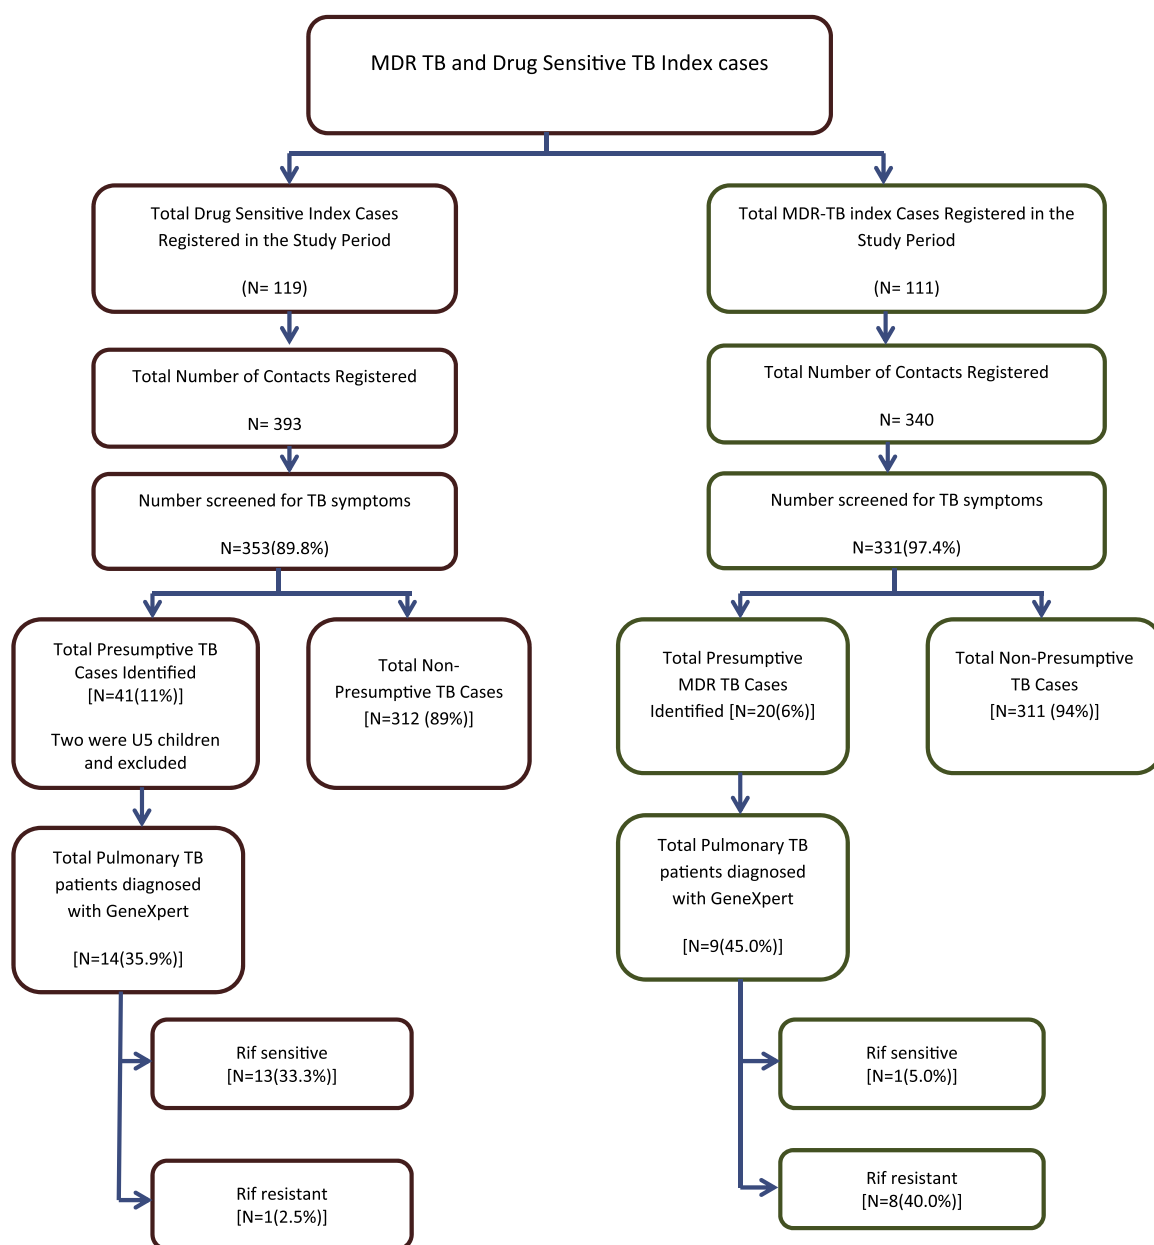 MDR TB and Drug Sensitive TB Index cases
Total Drug Sensitive Index Cases
Registered in the Study Period
(N= 119)
Total MDR-TB index Cases Registered in the
Study Period
(N= 111)
Total Number of Contacts Registered
N= 393
Total Number of Contacts Registered
N= 340
Number screened for TB symptoms
N=353(89.8%)
Number screened for TB symptoms
N=331(97.4%)
Total Presumptive TB
Cases Identified
[N=41(11%)]
Two were U5 children
and excluded
Total Non-
Presumptive TB Cases
[N=312 (89%)]
Total Presumptive
MDR TB Cases
Identified [N=20(6%)]
Total Non-Presumptive
TB Cases
[N=311 (94%)]
Total Pulmonary TB
patients diagnosed
with GeneXpert
[N=14(35.9%)]
Total Pulmonary TB
patients diagnosed
with GeneXpert
[N=9(45.0%)]
Rif sensitive
[N=13(33.3%)]
Rif sensitive
[N=1(5.0%)]
Rif resistant
[N=1(2.5%)]
Rif resistant
[N=8(40.0%)]